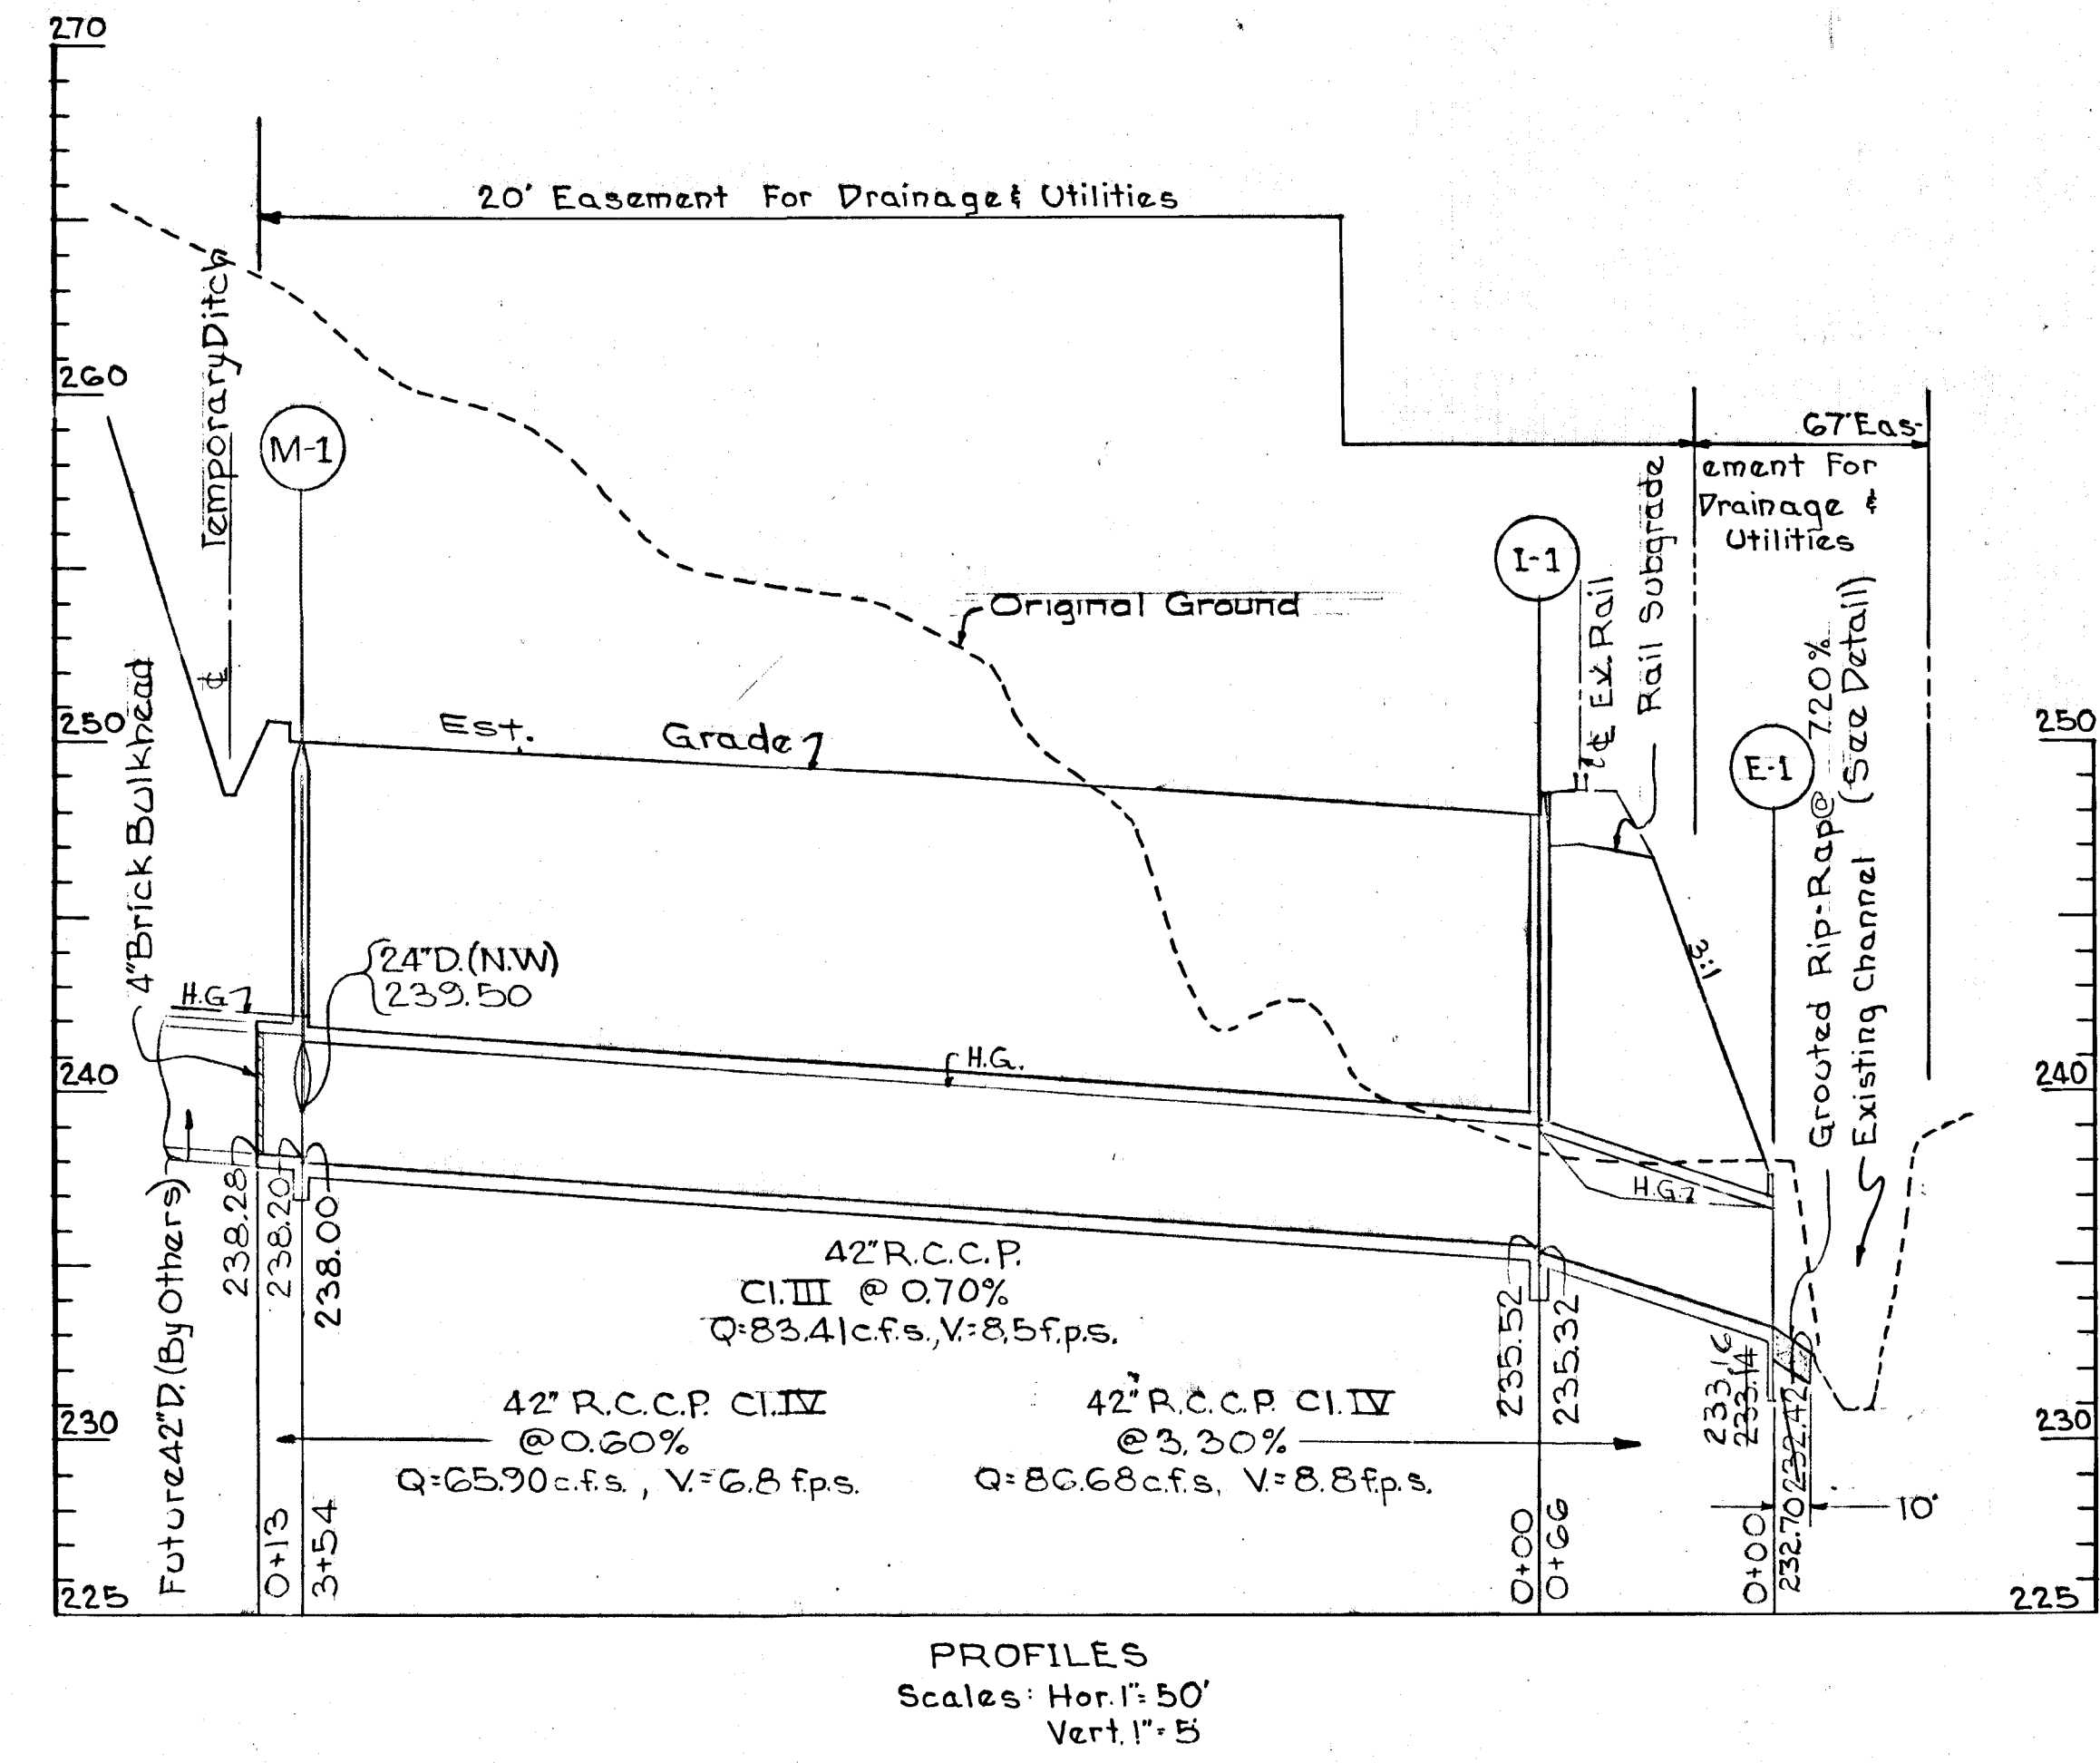 270
260
250
240
230
225
20' Easement For Drainage & Utilities
67' Eas-
ement For
Drainage &
Utilities
℄ Temporary Ditch
M-1
I-1
E-1
Original Ground
Est. Grade
℄ Ex. Rail
Rail Subgrade
4" Brick Bulkhead
H.G.
24" D. (N.W)
239.50
H.G.
H.G.
3:1
Grouted Rip-Rap @ 7.20%
Existing Channel (See Detail)
250
240
230
225
Future 42" D. (By Others)
238.28
238.20
238.00
42" R.C.C.P.
Cl. III @ 0.70%
Q=83.41 c.f.s., V.=8.5 f.p.s.
42" R.C.C.P. Cl. IV
@ 0.60%
Q=65.90 c.f.s., V.=6.8 f.p.s.
42" R.C.C.P. Cl. IV
@ 3.30%
Q=86.68 c.f.s. V.=8.8 f.p.s.
235.52
235.32
233.16
233.14
232.70
232.42
10'
0+13
3+54
0+00
0+66
0+00
PROFILES
Scales: Hor. 1"=50'
Vert. 1"=5'